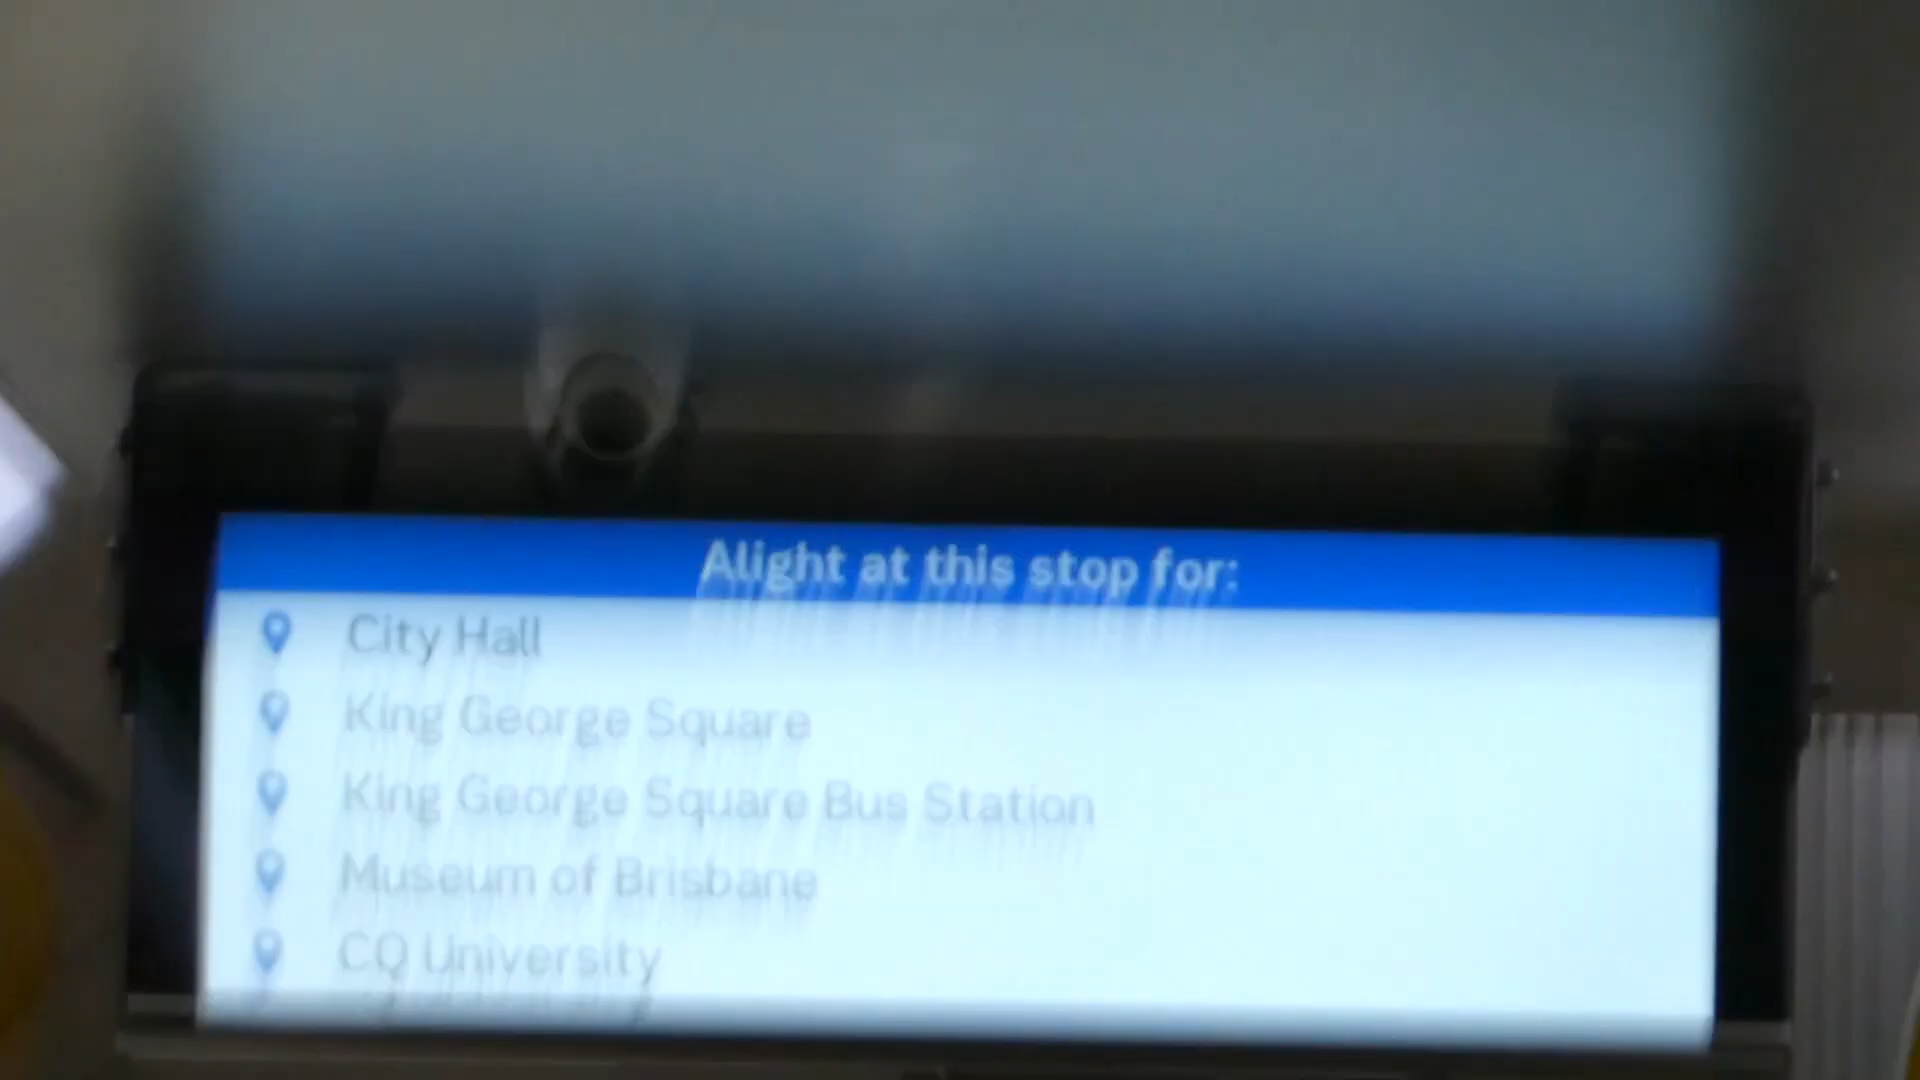 Alight at this stop for:
City Hall
King George Square
King George Square Bus Station
Museum of Brisbane
CQ University